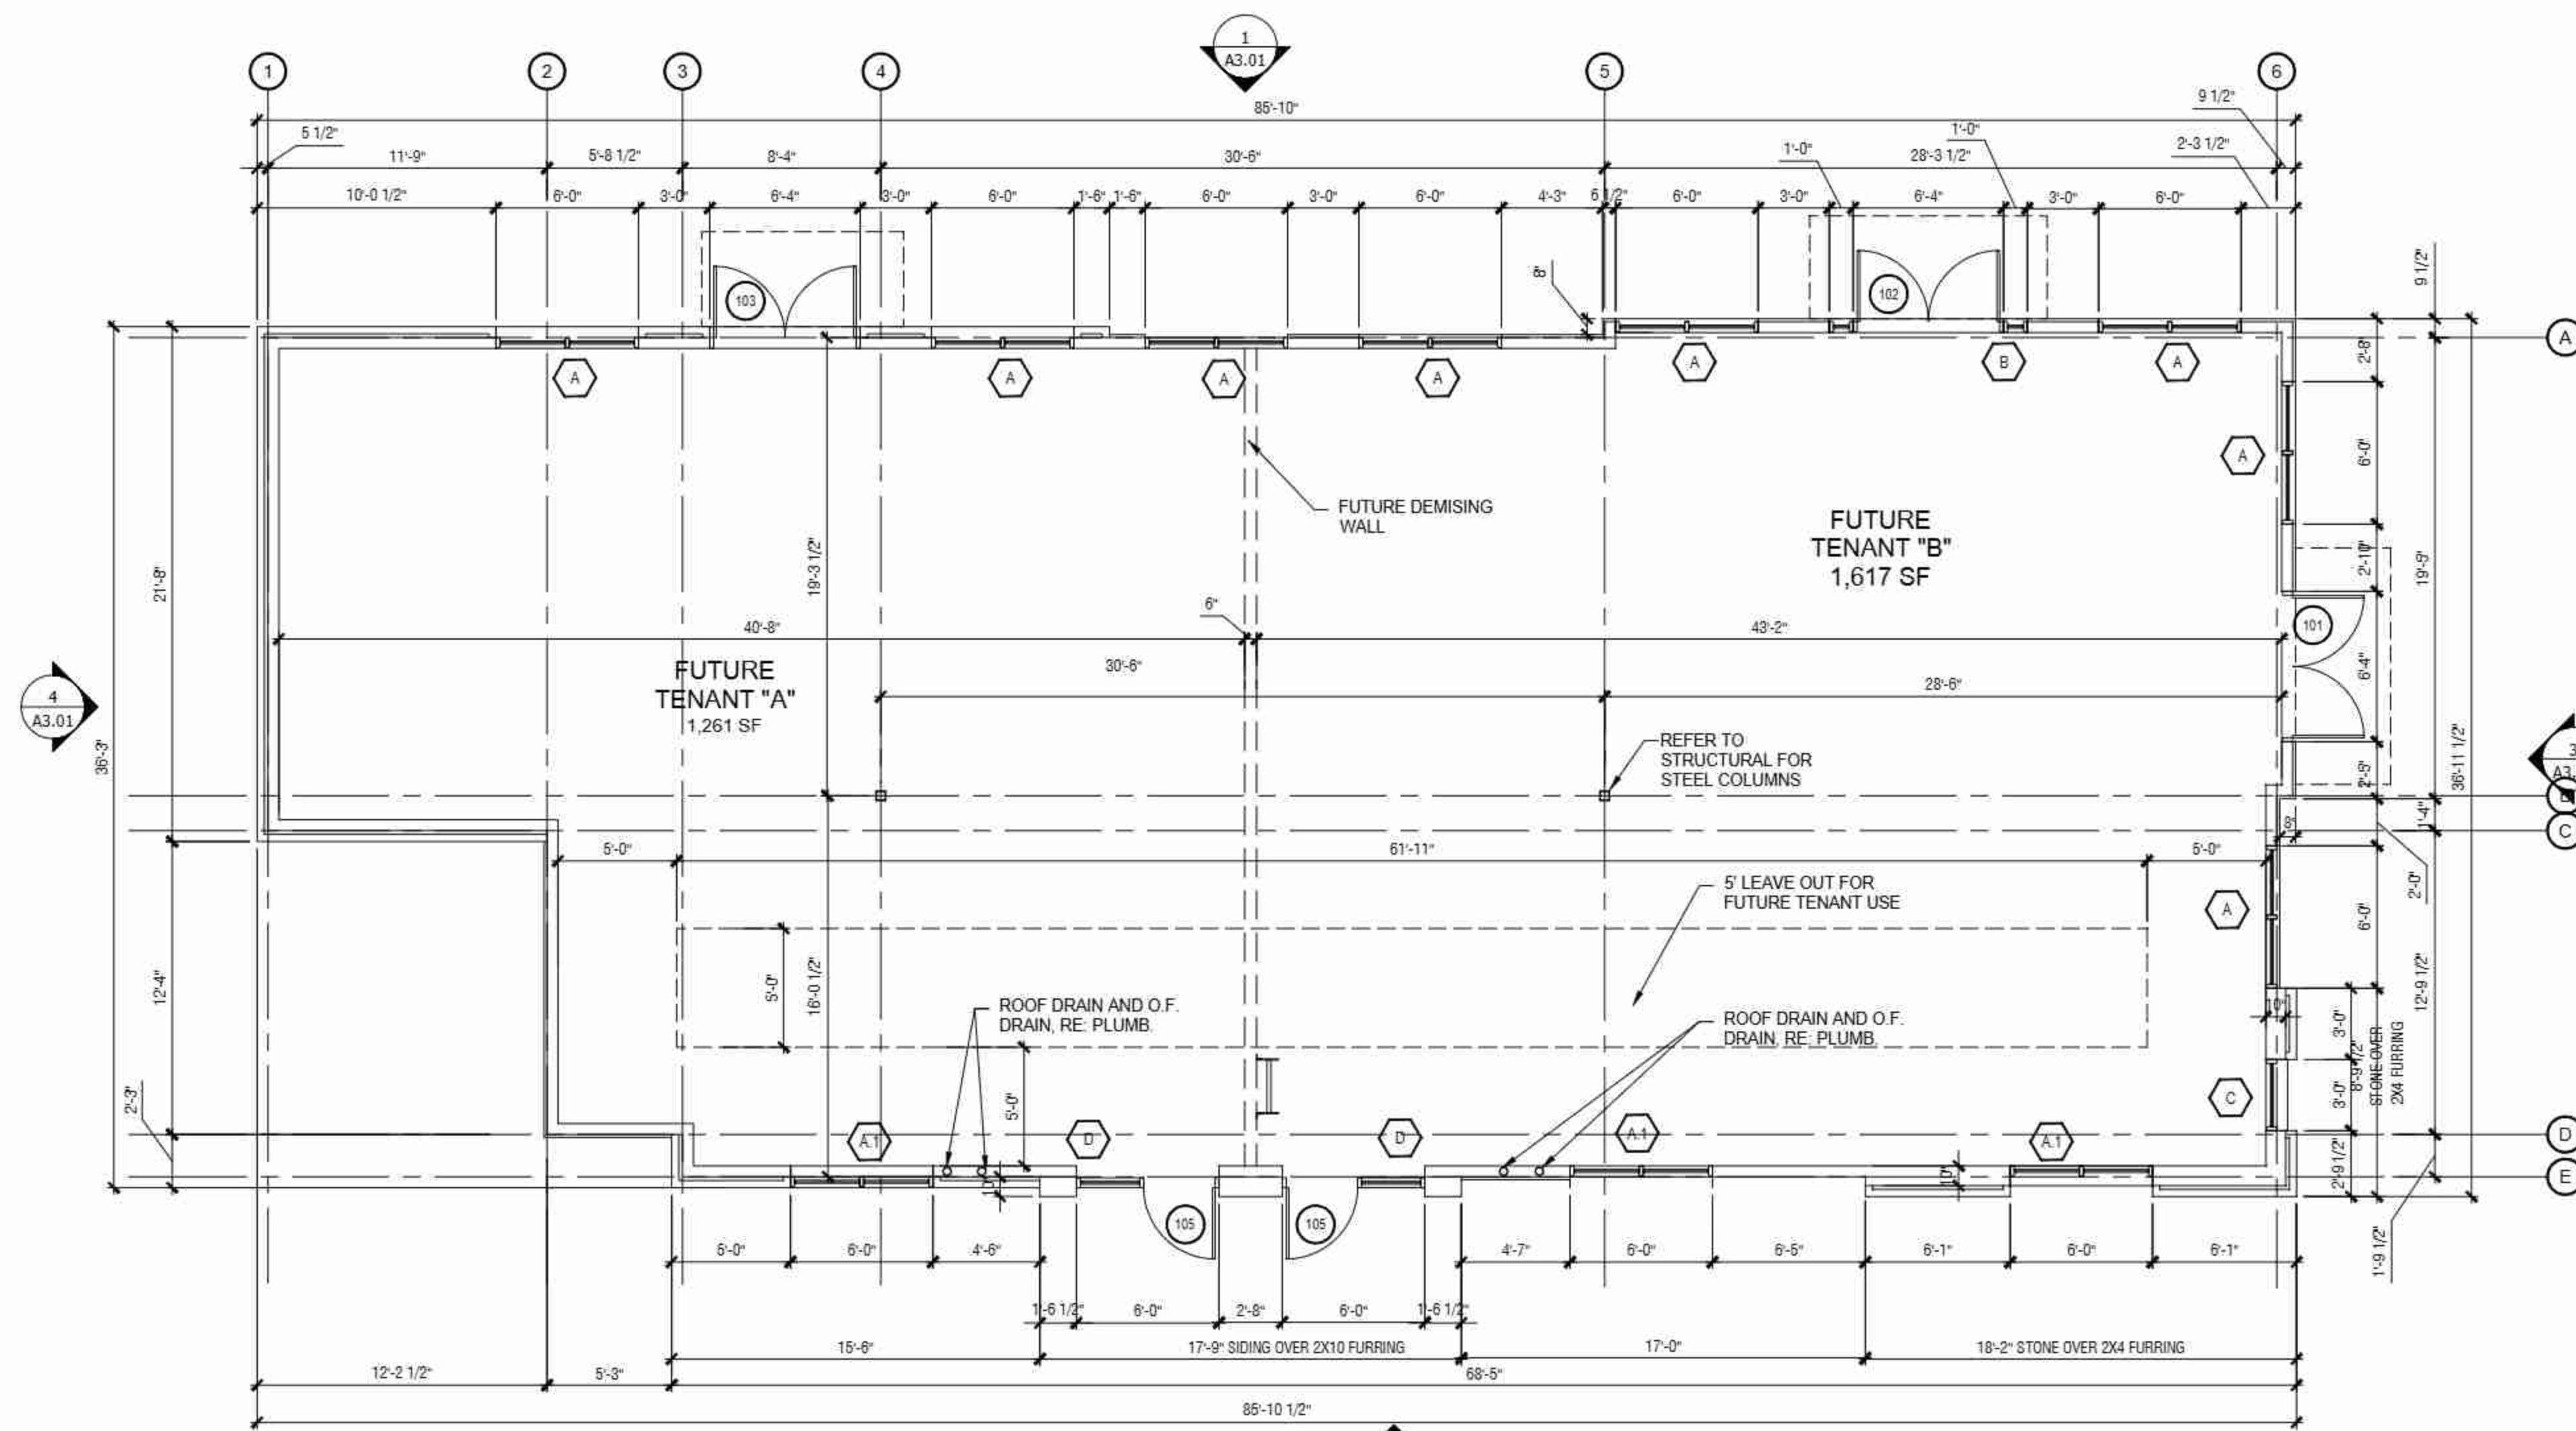 1
A3.01
1
2
3
4
5
6
85'-10"
9 1/2"
5 1/2"
11'-9"
5'-8 1/2"
8'-4"
30'-6"
1'-0"
1'-0"
28'-3 1/2"
2'-3 1/2"
10'-0 1/2"
6'-0"
3'-0"
6'-4"
3'-0"
6'-0"
1'-6"
1'-6"
6'-0"
3'-0"
6'-0"
4'-3"
6'-0"
3'-0"
6'-4"
3'-0"
6'-0"
8"
9 1/2"
103
102
A
A
A
A
A
A
B
A
2'-8"
A
6'-0"
FUTURE DEMISING
WALL
FUTURE
TENANT "B"
1,617 SF
21'-8"
19'-3 1/2"
2'-10"
6"
40'-8"
43'-2"
101
6'-4"
FUTURE
TENANT "A"
1,261 SF
30'-6"
28'-6"
4
A3.01
36'-3"
36'-11 1/2"
REFER TO
STRUCTURAL FOR
STEEL COLUMNS
3
1'-4"
8"
C
5'-0"
61'-11"
5'-0"
5' LEAVE OUT FOR
FUTURE TENANT USE
2'-0"
A
6'-0"
12'-4"
5'-0"
16'-0 1/2"
12'-9 1/2"
ROOF DRAIN AND O.F.
DRAIN, RE: PLUMB.
ROOF DRAIN AND O.F.
DRAIN, RE: PLUMB.
10"
3'-0"
8'-9 1/2"
STONE OVER
2X4 FURRING
2'-3"
5'-0"
3'-0"
C
A.1
D
D
A.1
A.1
D
E
10"
2'-9 1/2"
105
105
1'-9 1/2"
5'-0"
6'-0"
4'-6"
4'-7"
6'-0"
6'-5"
6'-1"
6'-0"
6'-1"
1'-6 1/2"
6'-0"
2'-8"
6'-0"
1'-6 1/2"
15'-6"
17'-9" SIDING OVER 2X10 FURRING
17'-0"
18'-2" STONE OVER 2X4 FURRING
12'-2 1/2"
5'-3"
68'-5"
85'-10 1/2"